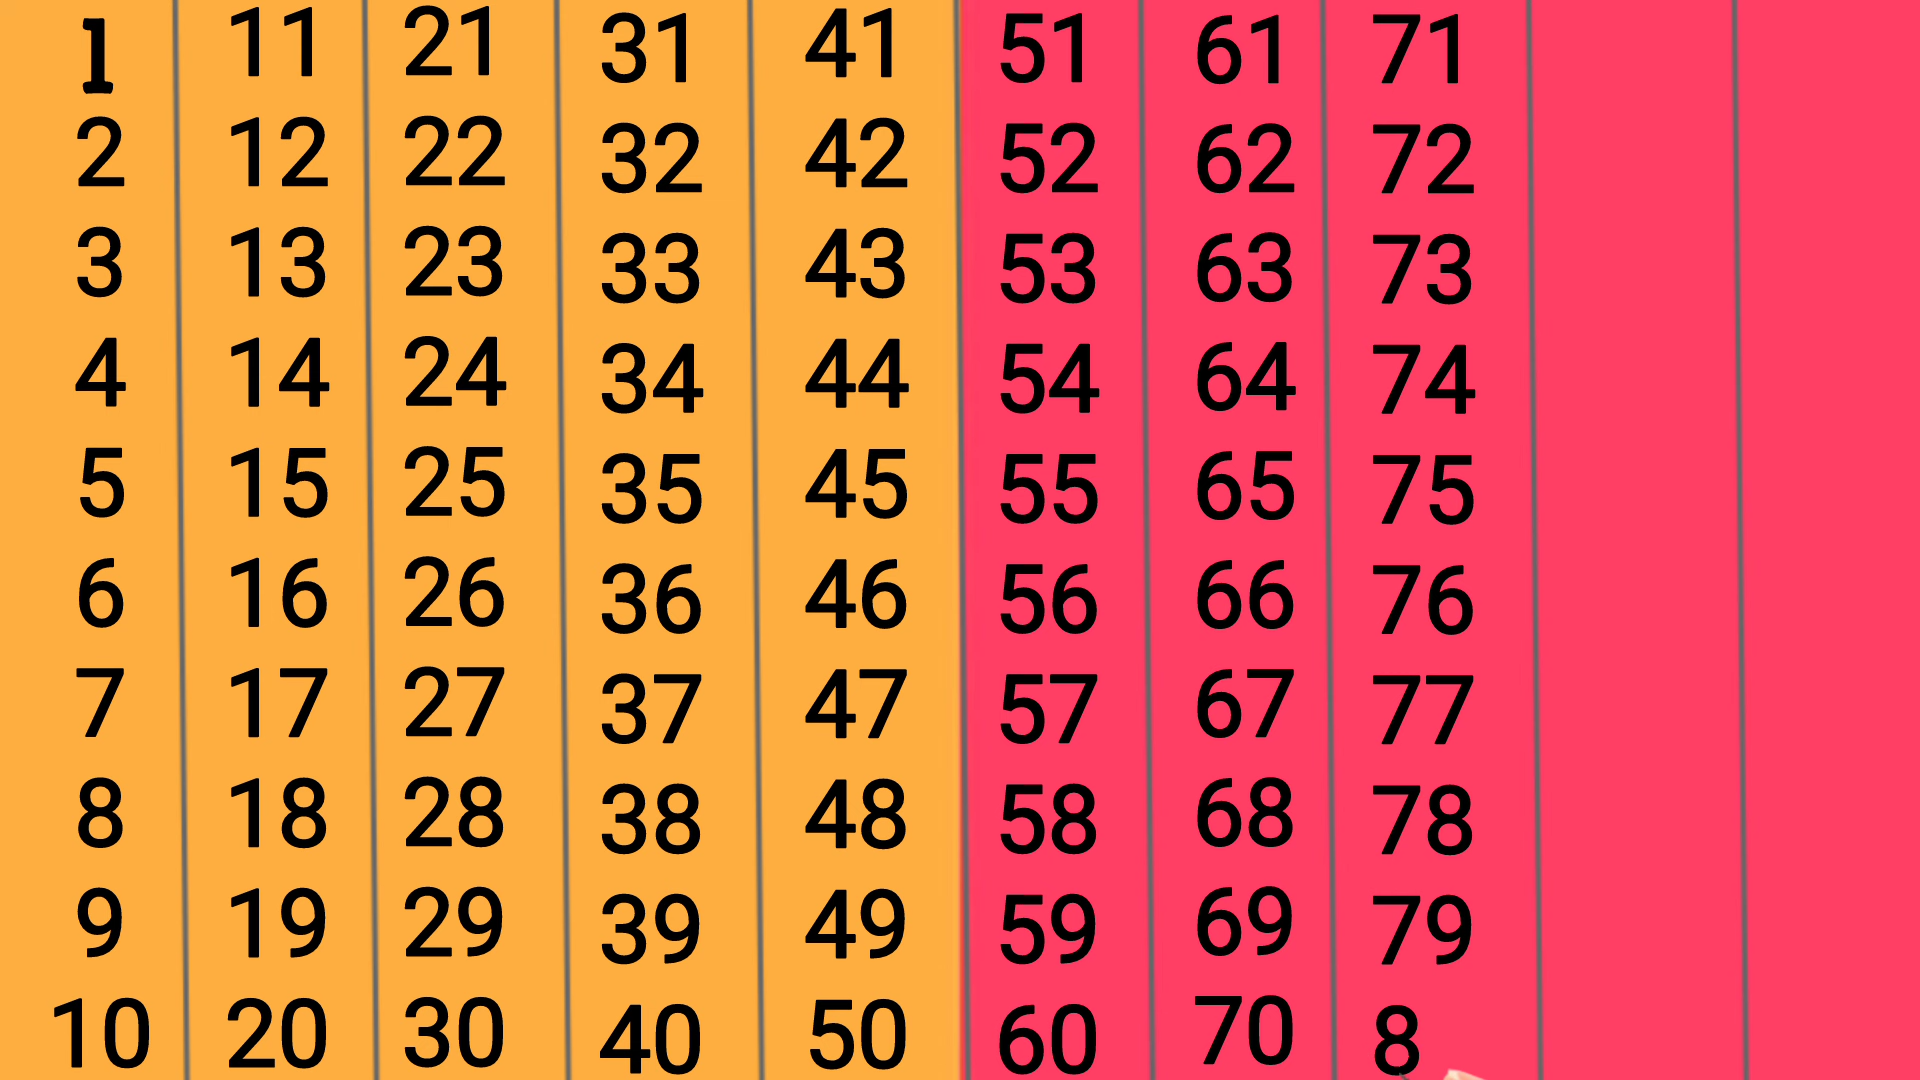 1 11 21 31 41 51 61 71
2 12 22 32 42 52 62 72
3 13 23 33 43 53 63 73
4 14 24 34 44 54 64 74
5 15 25 35 45 55 65 75
6 16 26 36 46 56 66 76
7 17 27 37 47 57 67 77
8 18 28 38 48 58 68 78
9 19 29 39 49 59 69 79
10 20 30 40 50 60 70 8